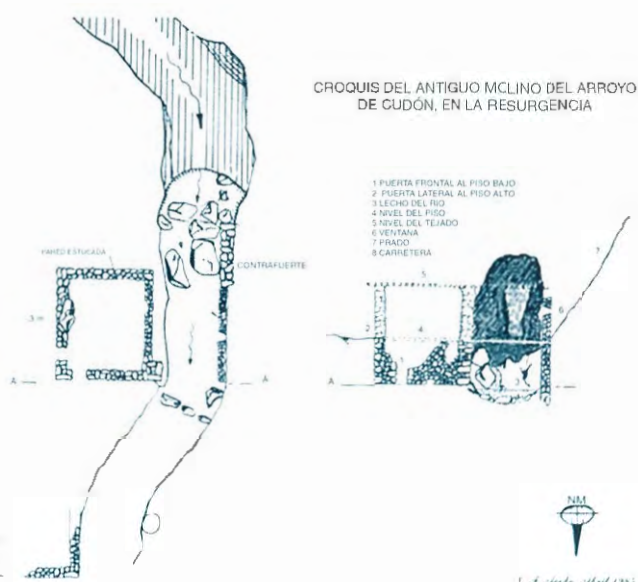 CROQUIS DEL ANTIGUO MOLINO DEL ARROYO
DE CUDÓN, EN LA RESURGENCIA
1 PUERTA FRONTAL AL PISO BAJO
2 PUERTA LATERAL AL PISO ALTO
3 LECHO DEL RIO
4 NIVEL DEL PISO
5 NIVEL DEL TEJADO
6 VENTANA
7 PRADO
8 CARRETERA
PARED ESTUCADA
CONTRAFUERTE
7
5
6
2
4
3
1
3
A
A
A
A
NM